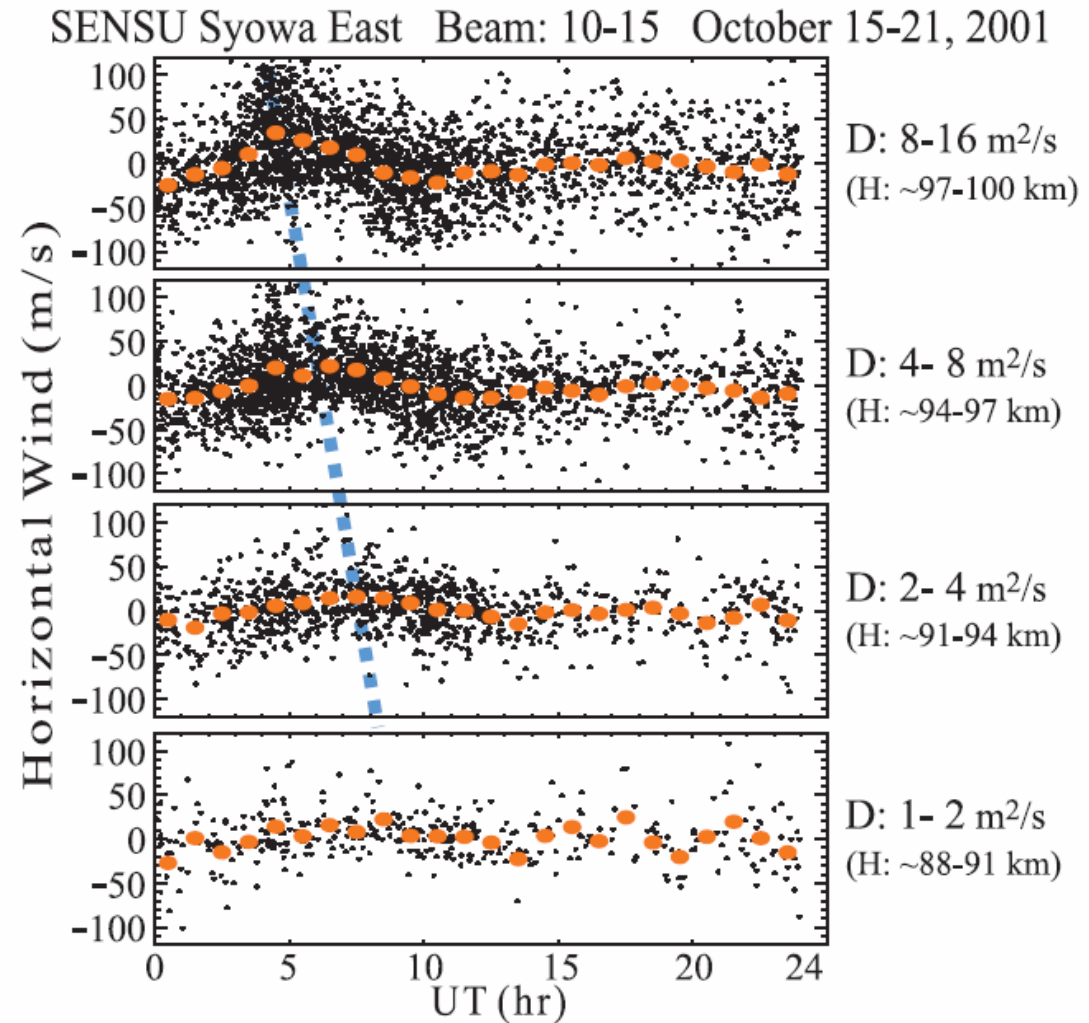 SENSU Syowa East Beam: 10-15 October 15-21, 2001
Horizontal Wind (m/s)
100
50
0
-50
-100
D: 8-16 m²/s
(H: ~97-100 km)
100
50
0
-50
-100
D: 4- 8 m²/s
(H: ~94-97 km)
100
50
0
-50
-100
D: 2- 4 m²/s
(H: ~91-94 km)
100
50
0
-50
-100
D: 1- 2 m²/s
(H: ~88-91 km)
0 5 10 15 20 24
UT (hr)